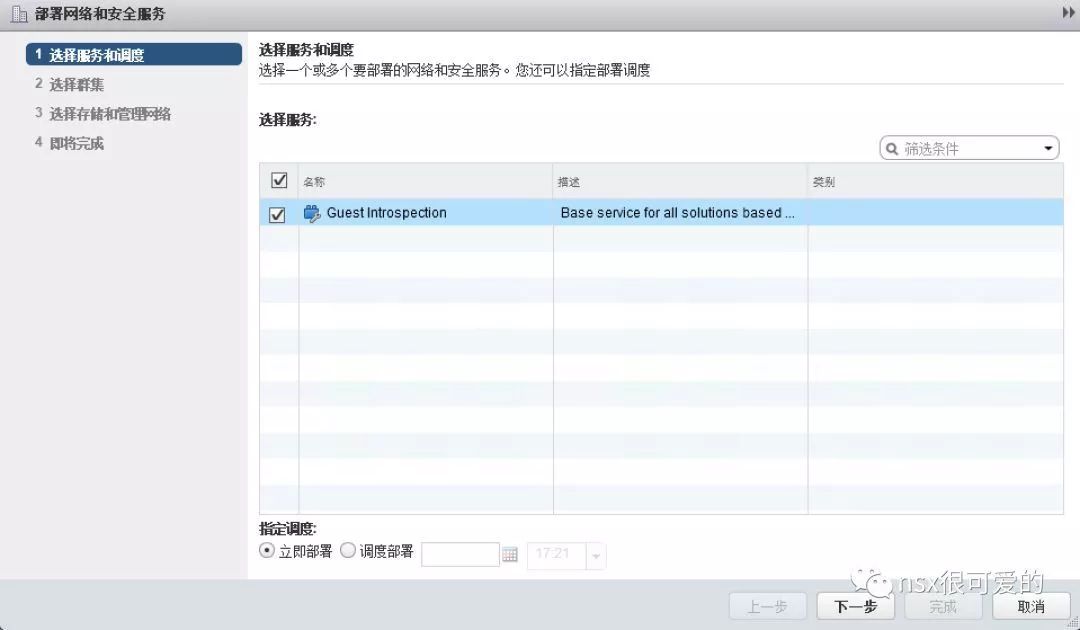 部署网络和安全服务
1 选择服务和调度
2 选择群集
3 选择存储和管理网络
4 即将完成
选择服务和调度
选择一个或多个要部署的网络和安全服务。您还可以指定部署调度
选择服务:
筛选条件
名称 描述 类别
Guest Introspection Base service for all solutions based ...
指定调度:
立即部署 调度部署 17:21
nsx很可爱的
上一步 下一步 完成 取消